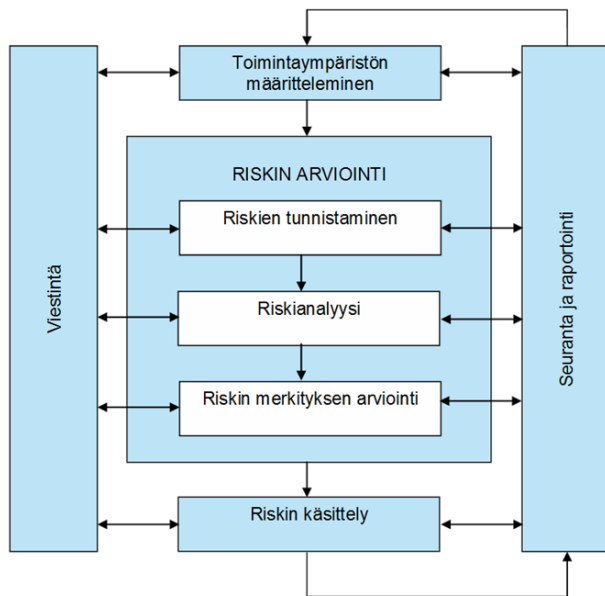 Toimintaympäristön
määritteleminen
RISKIN ARVIOINTI
Riskien tunnistaminen
Riskianalyysi
Riskin merkityksen arviointi
Riskin käsittely
Viestintä
Seuranta ja raportointi